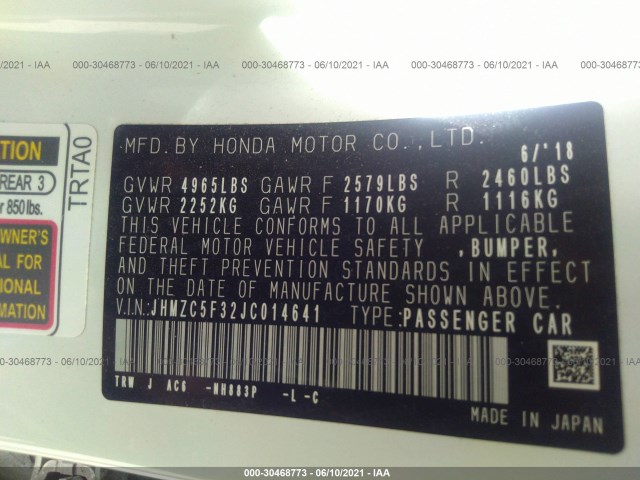 6/10/2021 - IAA 000-30468773 - 06/10/2021 - IAA 000-30468773 - 06/10/2021 - IAA
TION
REAR 3
r 850 lbs.
WNER'S
AL FOR
IONAL
MATION
TRTA0
MFD. BY HONDA MOTOR CO., LTD.
6/'18
GVWR 4965LBS GAWR F 2579LBS R 2460LBS
GVWR 2252KG GAWR F 1170KG R 1116KG
THIS VEHICLE CONFORMS TO ALL APPLICABLE
FEDERAL MOTOR VEHICLE SAFETY ,BUMPER,
AND THEFT PREVENTION STANDARDS IN EFFECT
ON THE DATE OF MANUFACTURE SHOWN ABOVE.
V.I.N:JHMZC5F32JC014641 TYPE:PASSENGER CAR
TRW J AC6 -NH883P -L -C
MADE IN JAPAN
6/10/2021 - IAA 000-30468773 - 06/10/2021 - IAA 000-30468773 - 06/10/2021 - IAA
000-30468773 - 06/10/2021 - IAA